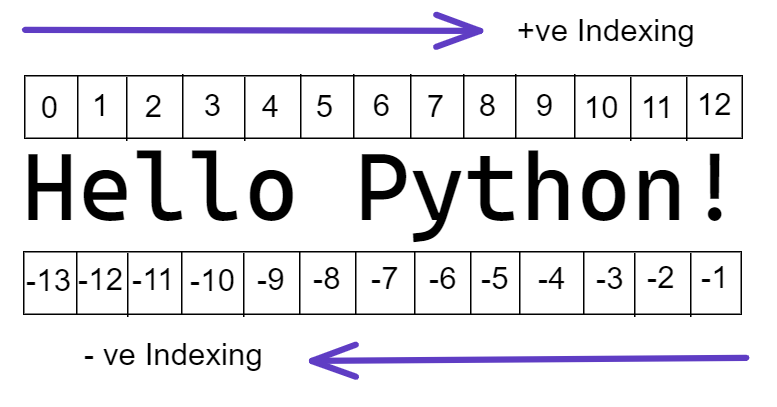 +ve Indexing
0 1 2 3 4 5 6 7 8 9 10 11 12
Hello Python!
-13 -12 -11 -10 -9 -8 -7 -6 -5 -4 -3 -2 -1
- ve Indexing